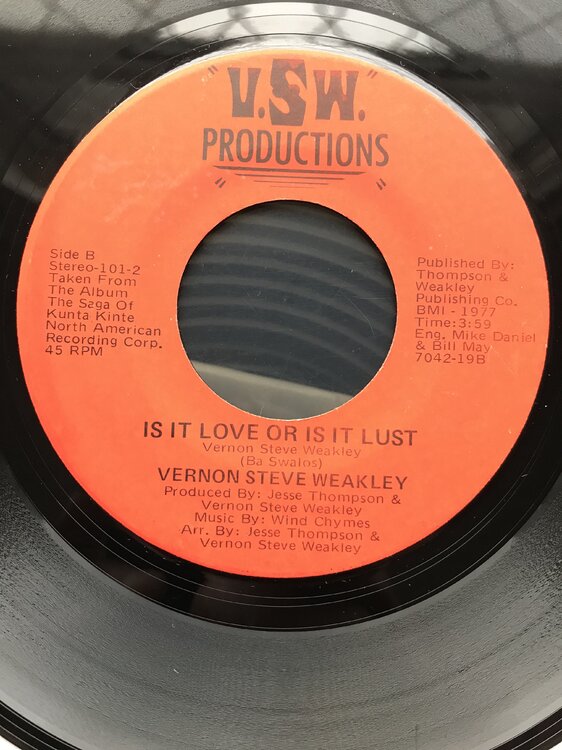 "V.S.W."
PRODUCTIONS
Side B
Stereo-101-2
Taken From
The Album
The Saga Of
Kunta Kinte
North American
Recording Corp.
45 RPM
Published By:
Thompson &
Weakley
Publishing Co.
BMI - 1977
Time:3:59
Eng. Mike Daniel
& Bill May
7042-19B
IS IT LOVE OR IS IT LUST
Vernon Steve Weakley
(Ba Swalos)
VERNON STEVE WEAKLEY
Produced By: Jesse Thompson &
Vernon Steve Weakley
Music By: Wind Chymes
Arr. By: Jesse Thompson &
Vernon Steve Weakley